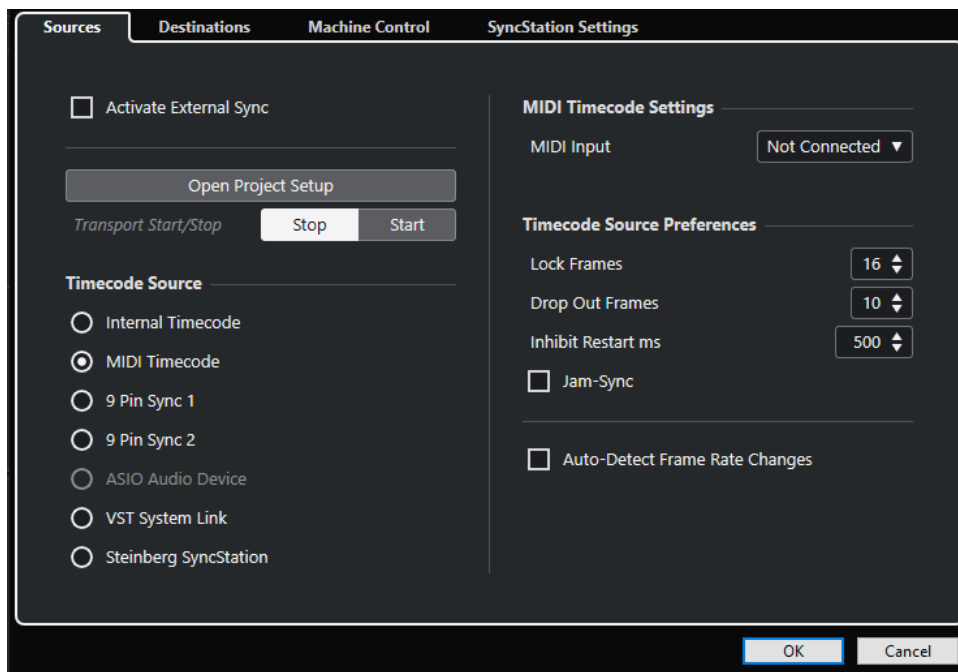 Sources
Destinations
Machine Control
SyncStation Settings
Activate External Sync
Open Project Setup
Transport Start/Stop
Stop
Start
Timecode Source
Internal Timecode
MIDI Timecode
9 Pin Sync 1
9 Pin Sync 2
ASIO Audio Device
VST System Link
Steinberg SyncStation
MIDI Timecode Settings
MIDI Input
Not Connected
Timecode Source Preferences
Lock Frames
16
Drop Out Frames
10
Inhibit Restart ms
500
Jam-Sync
Auto-Detect Frame Rate Changes
OK
Cancel